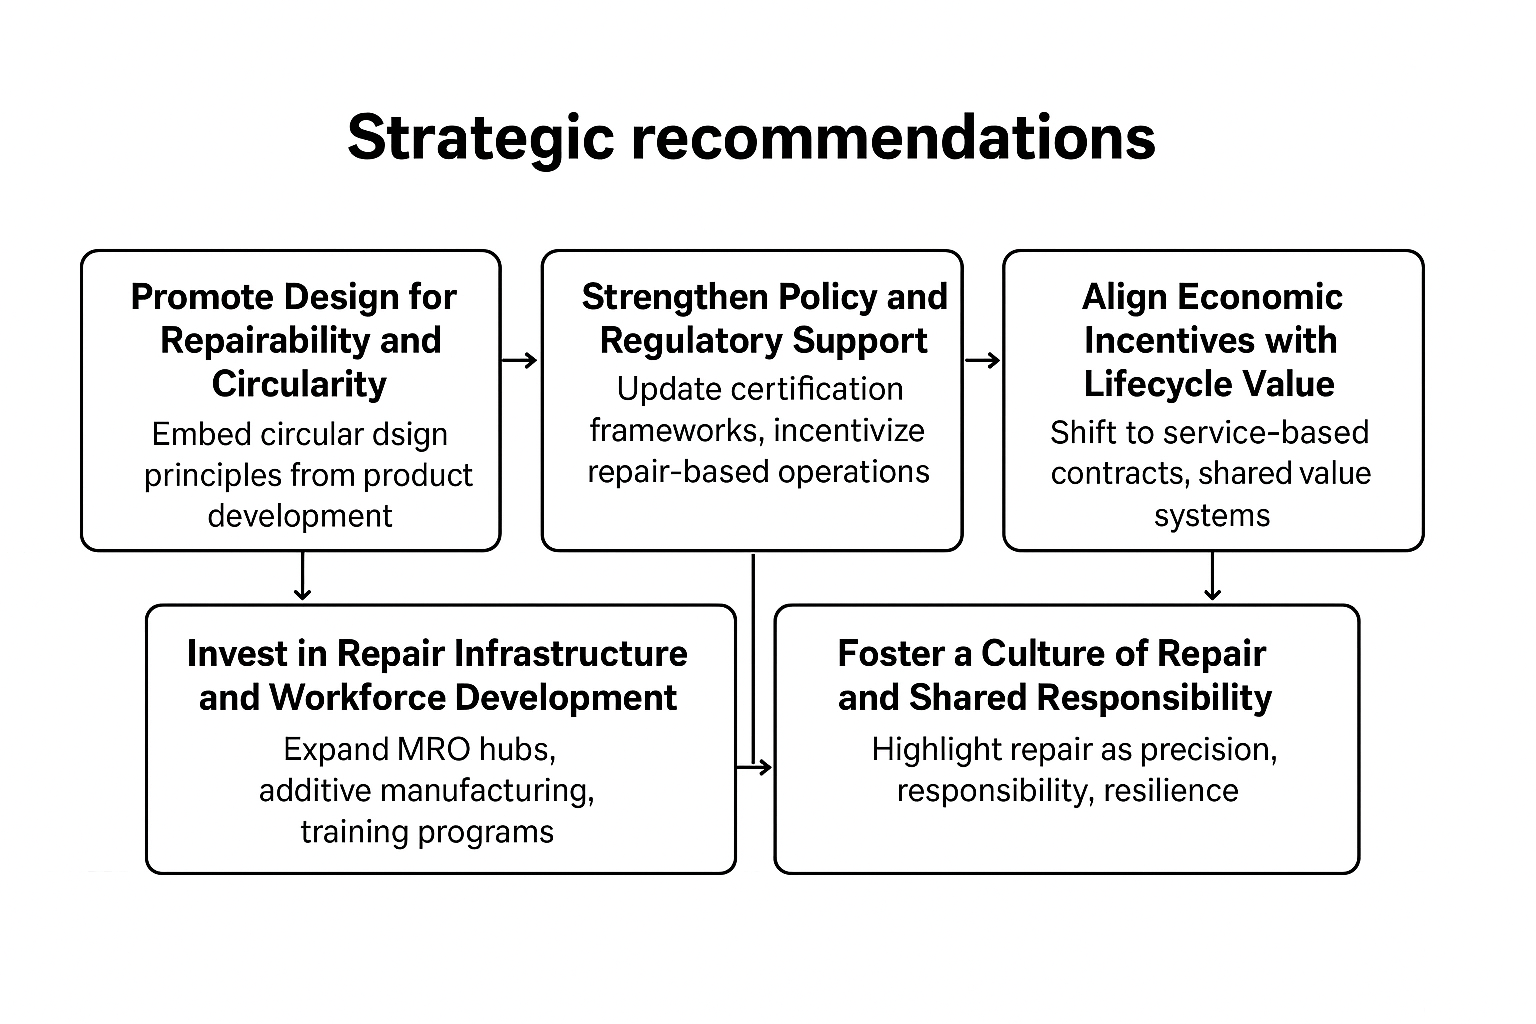 Strategic recommendations
Promote Design for
Repairability and
Circularity
Embed circular dsign
principles from product
development
Strengthen Policy and
Regulatory Support
Update certification
frameworks, incentivize
repair-based operations
Align Economic
Incentives with
Lifecycle Value
Shift to service-based
contracts, shared value
systems
Invest in Repair Infrastructure
and Workforce Development
Expand MRO hubs,
additive manufacturing,
training programs
Foster a Culture of Repair
and Shared Responsibility
Highlight repair as precision,
responsibility, resilience